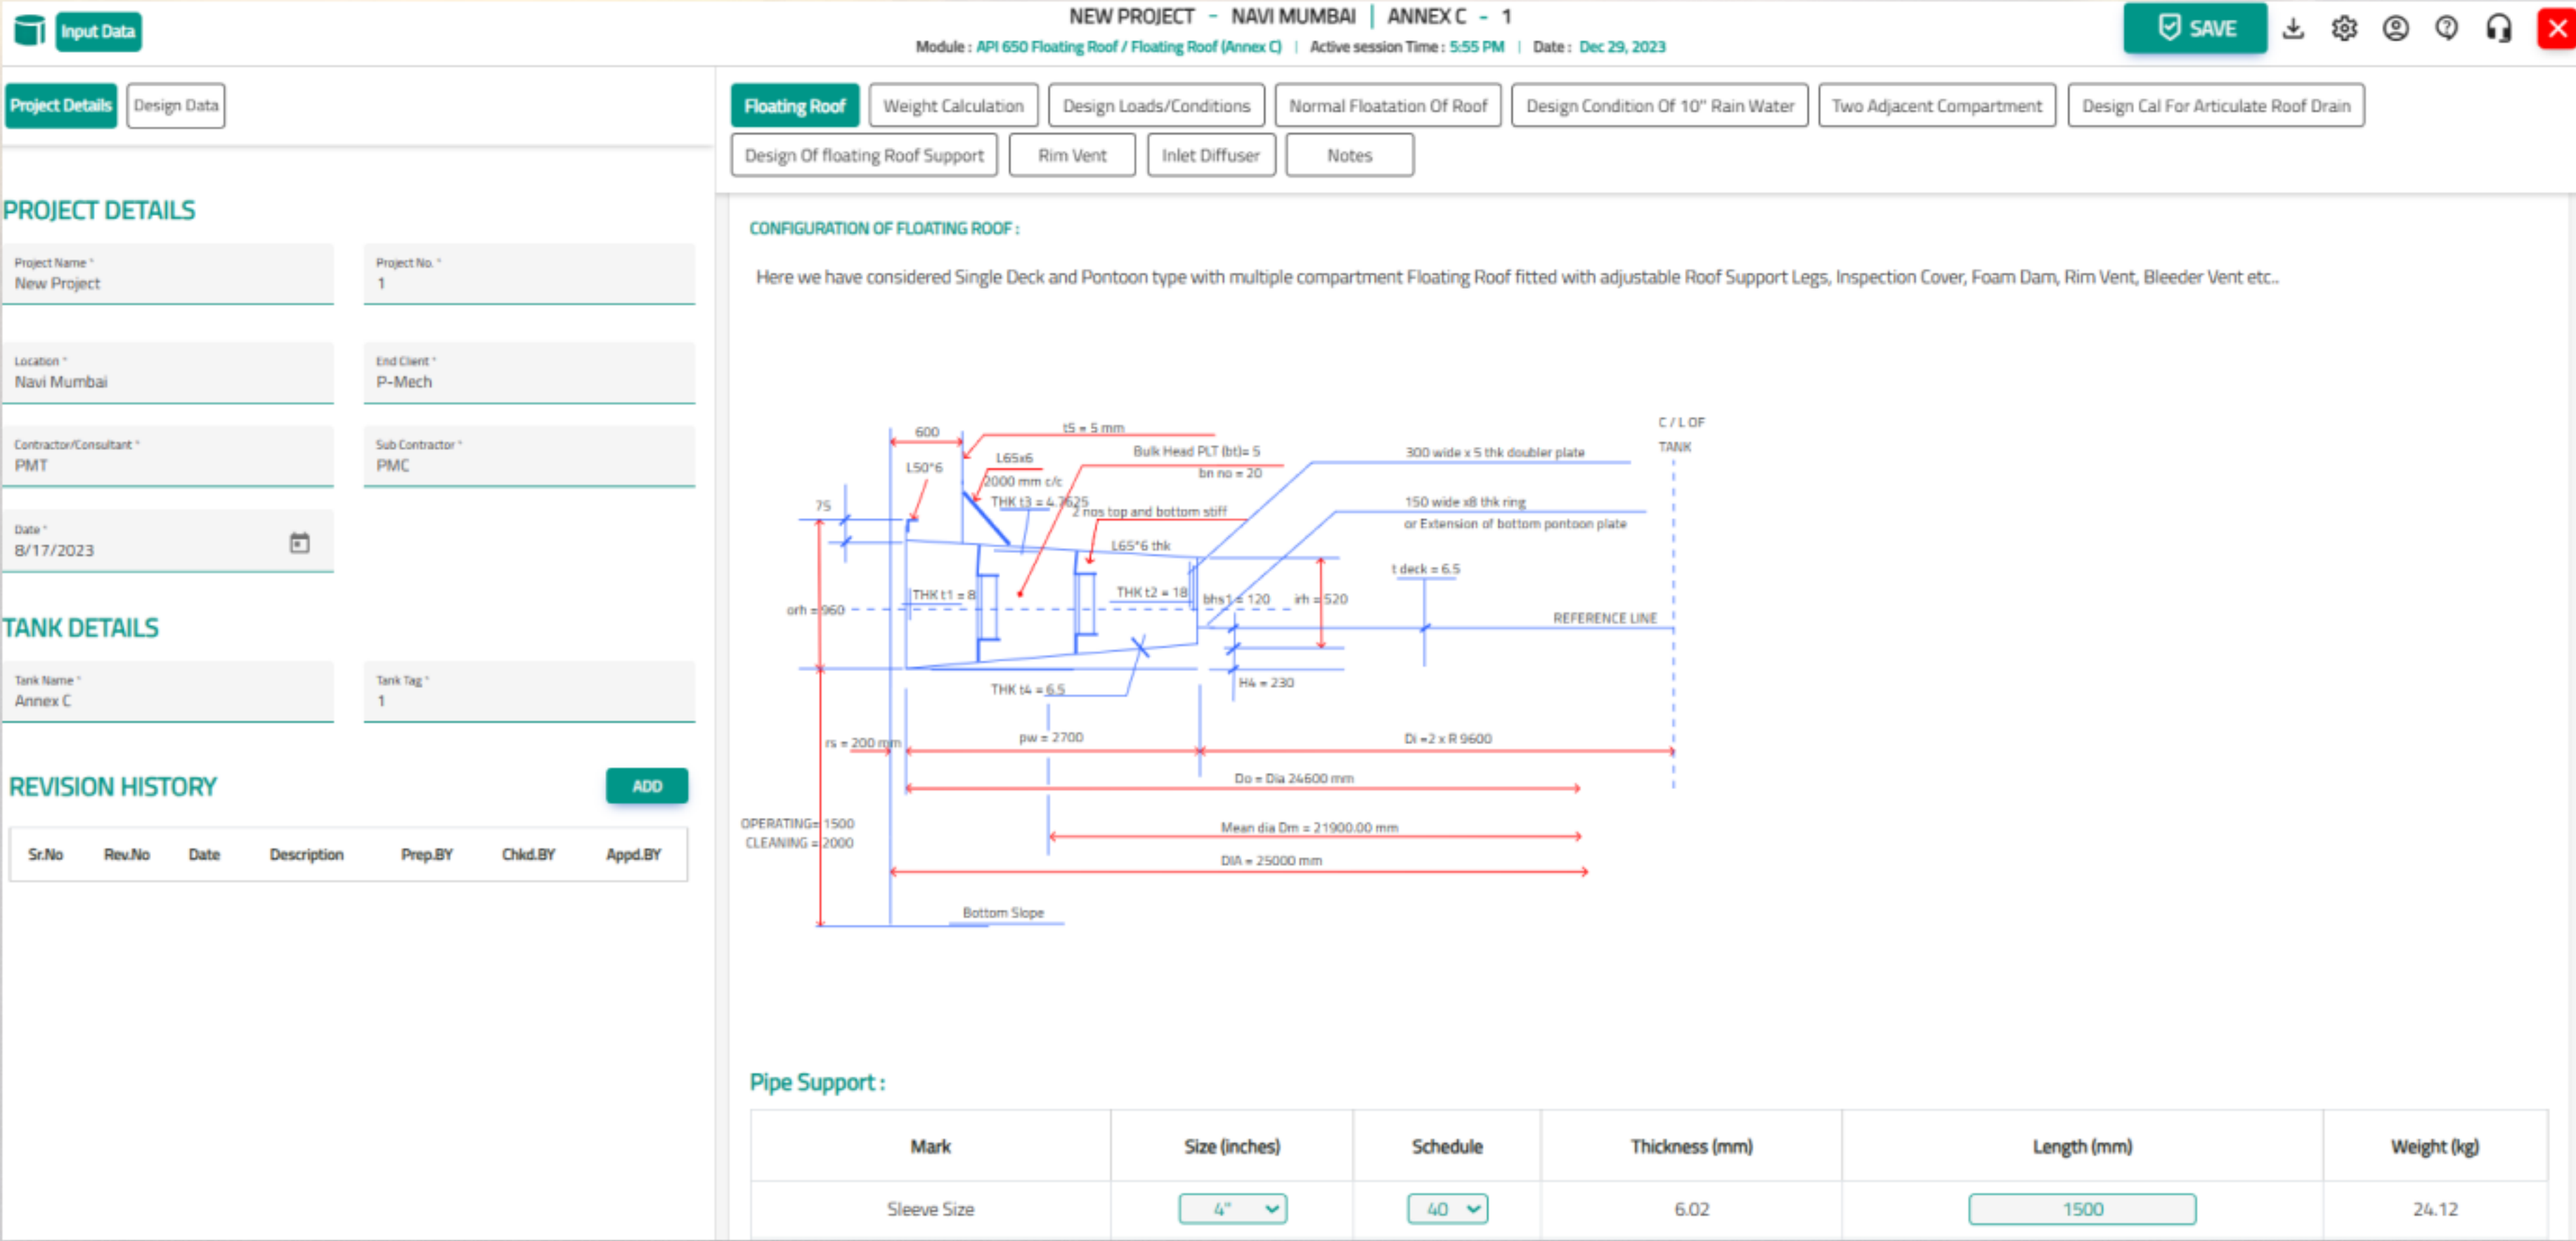 Input Data
NEW PROJECT - NAVI MUMBAI | ANNEX C - 1
Module : API 650 Floating Roof / Floating Roof (Annex C) | Active session Time : 5:55 PM | Date : Dec 29, 2023
SAVE
Project Details Design Data
PROJECT DETAILS
Project Name *
New Project
Project No. *
1
Location *
Navi Mumbai
End Client *
P-Mech
Contractor/Consultant *
PMT
Sub Contractor *
PMC
Date *
8/17/2023
TANK DETAILS
Tank Name *
Annex C
Tank Tag *
1
REVISION HISTORY
ADD
Sr.No Rev.No Date Description Prep.BY Chkd.BY Appd.BY
Floating Roof Weight Calculation Design Loads/Conditions Normal Floatation Of Roof Design Condition Of 10" Rain Water Two Adjacent Compartment Design Cal For Articulate Roof Drain
Design Of floating Roof Support Rim Vent Inlet Diffuser Notes
CONFIGURATION OF FLOATING ROOF :
Here we have considered Single Deck and Pontoon type with multiple compartment Floating Roof fitted with adjustable Roof Support Legs, Inspection Cover, Foam Dam, Rim Vent, Bleeder Vent etc..
C / L OF
TANK
600
t5 = 5 mm
Bulk Head PLT (bt)= 5
bn no = 20
300 wide x 5 thk doubler plate
L50*6
L65x6
2000 mm c/c
THK t3 = 4.7625
75
2 nos top and bottom stiff
150 wide x8 thk ring
or Extension of bottom pontoon plate
L65*6 thk
t deck = 6.5
THK t1 = 8
THK t2 = 18
bhs1 = 120
irh = 520
orh = 960
REFERENCE LINE
THK t4 = 6.5
H4 = 230
rs = 200 mm
pw = 2700
Di =2 x R 9600
Do = Dia 24600 mm
OPERATING= 1500
CLEANING = 2000
Mean dia Dm = 21900.00 mm
DIA = 25000 mm
Bottom Slope
Pipe Support :
Mark Size (inches) Schedule Thickness (mm) Length (mm) Weight (kg)
Sleeve Size 4" 40 6.02 1500 24.12